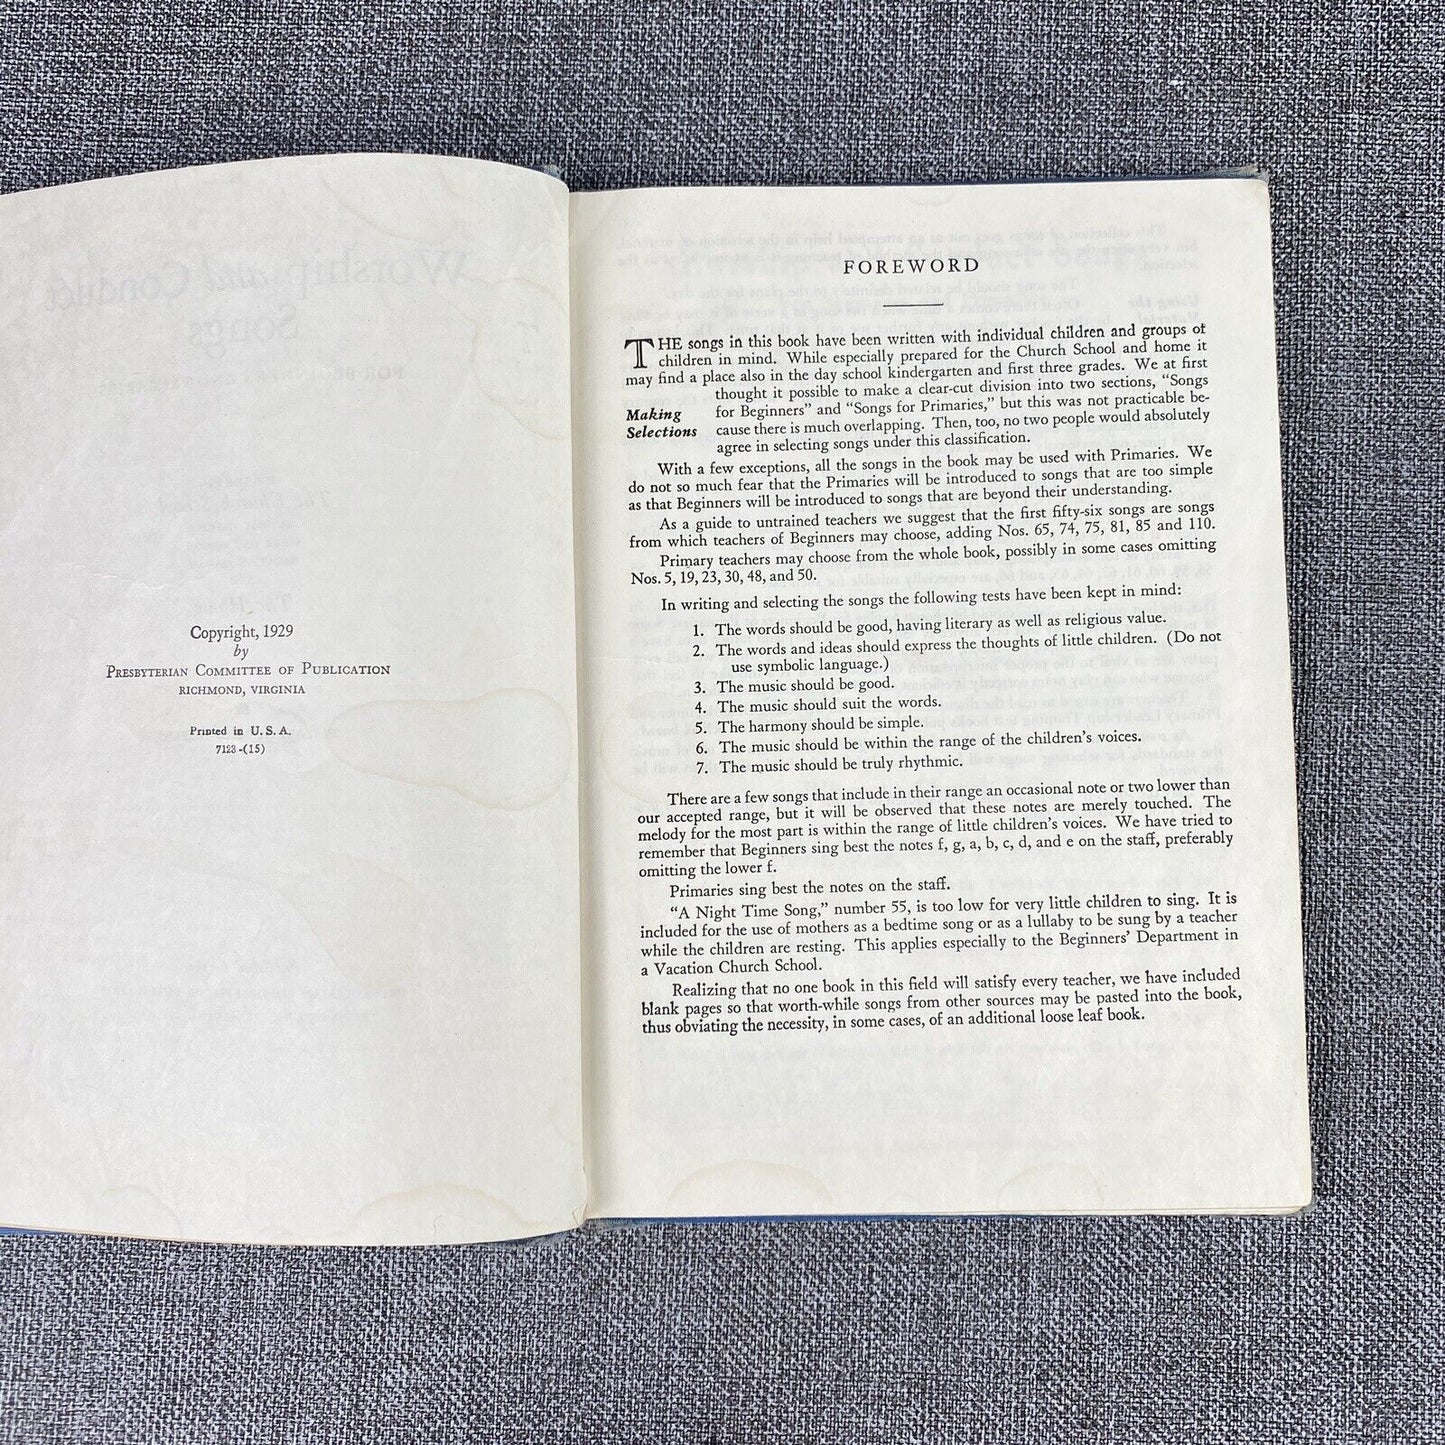 Copyright, 1929
by
Presbyterian Committee of Publication
RICHMOND, VIRGINIA
Printed in U. S. A.
7123-(15)
FOREWORD
THE songs in this book have been written with individual children and groups of
children in mind. While especially prepared for the Church School and home it
may find a place also in the day school kindergarten and first three grades. We at first
thought it possible to make a clear-cut division into two sections, “Songs
for Beginners” and “Songs for Primaries,” but this was not practicable be-
cause there is much overlapping. Then, too, no two people would absolutely
agree in selecting songs under this classification.
Making
Selections
With a few exceptions, all the songs in the book may be used with Primaries. We
do not so much fear that the Primaries will be introduced to songs that are too simple
as that Beginners will be introduced to songs that are beyond their understanding.
As a guide to untrained teachers we suggest that the first fifty-six songs are songs
from which teachers of Beginners may choose, adding Nos. 65, 74, 75, 81, 85 and 110.
Primary teachers may choose from the whole book, possibly in some cases omitting
Nos. 5, 19, 23, 30, 48, and 50.
In writing and selecting the songs the following tests have been kept in mind:
1. The words should be good, having literary as well as religious value.
2. The words and ideas should express the thoughts of little children. (Do not
use symbolic language.)
3. The music should be good.
4. The music should suit the words.
5. The harmony should be simple.
6. The music should be within the range of the children’s voices.
7. The music should be truly rhythmic.
There are a few songs that include in their range an occasional note or two lower than
our accepted range, but it will be observed that these notes are merely touched. The
melody for the most part is within the range of little children’s voices. We have tried to
remember that Beginners sing best the notes f, g, a, b, c, d, and e on the staff, preferably
omitting the lower f.
Primaries sing best the notes on the staff.
“A Night Time Song,” number 55, is too low for very little children to sing. It is
included for the use of mothers as a bedtime song or as a lullaby to be sung by a teacher
while the children are resting. This applies especially to the Beginners’ Department in
a Vacation Church School.
Realizing that no one book in this field will satisfy every teacher, we have included
blank pages so that worth-while songs from other sources may be pasted into the book,
thus obviating the necessity, in some cases, of an additional loose leaf book.